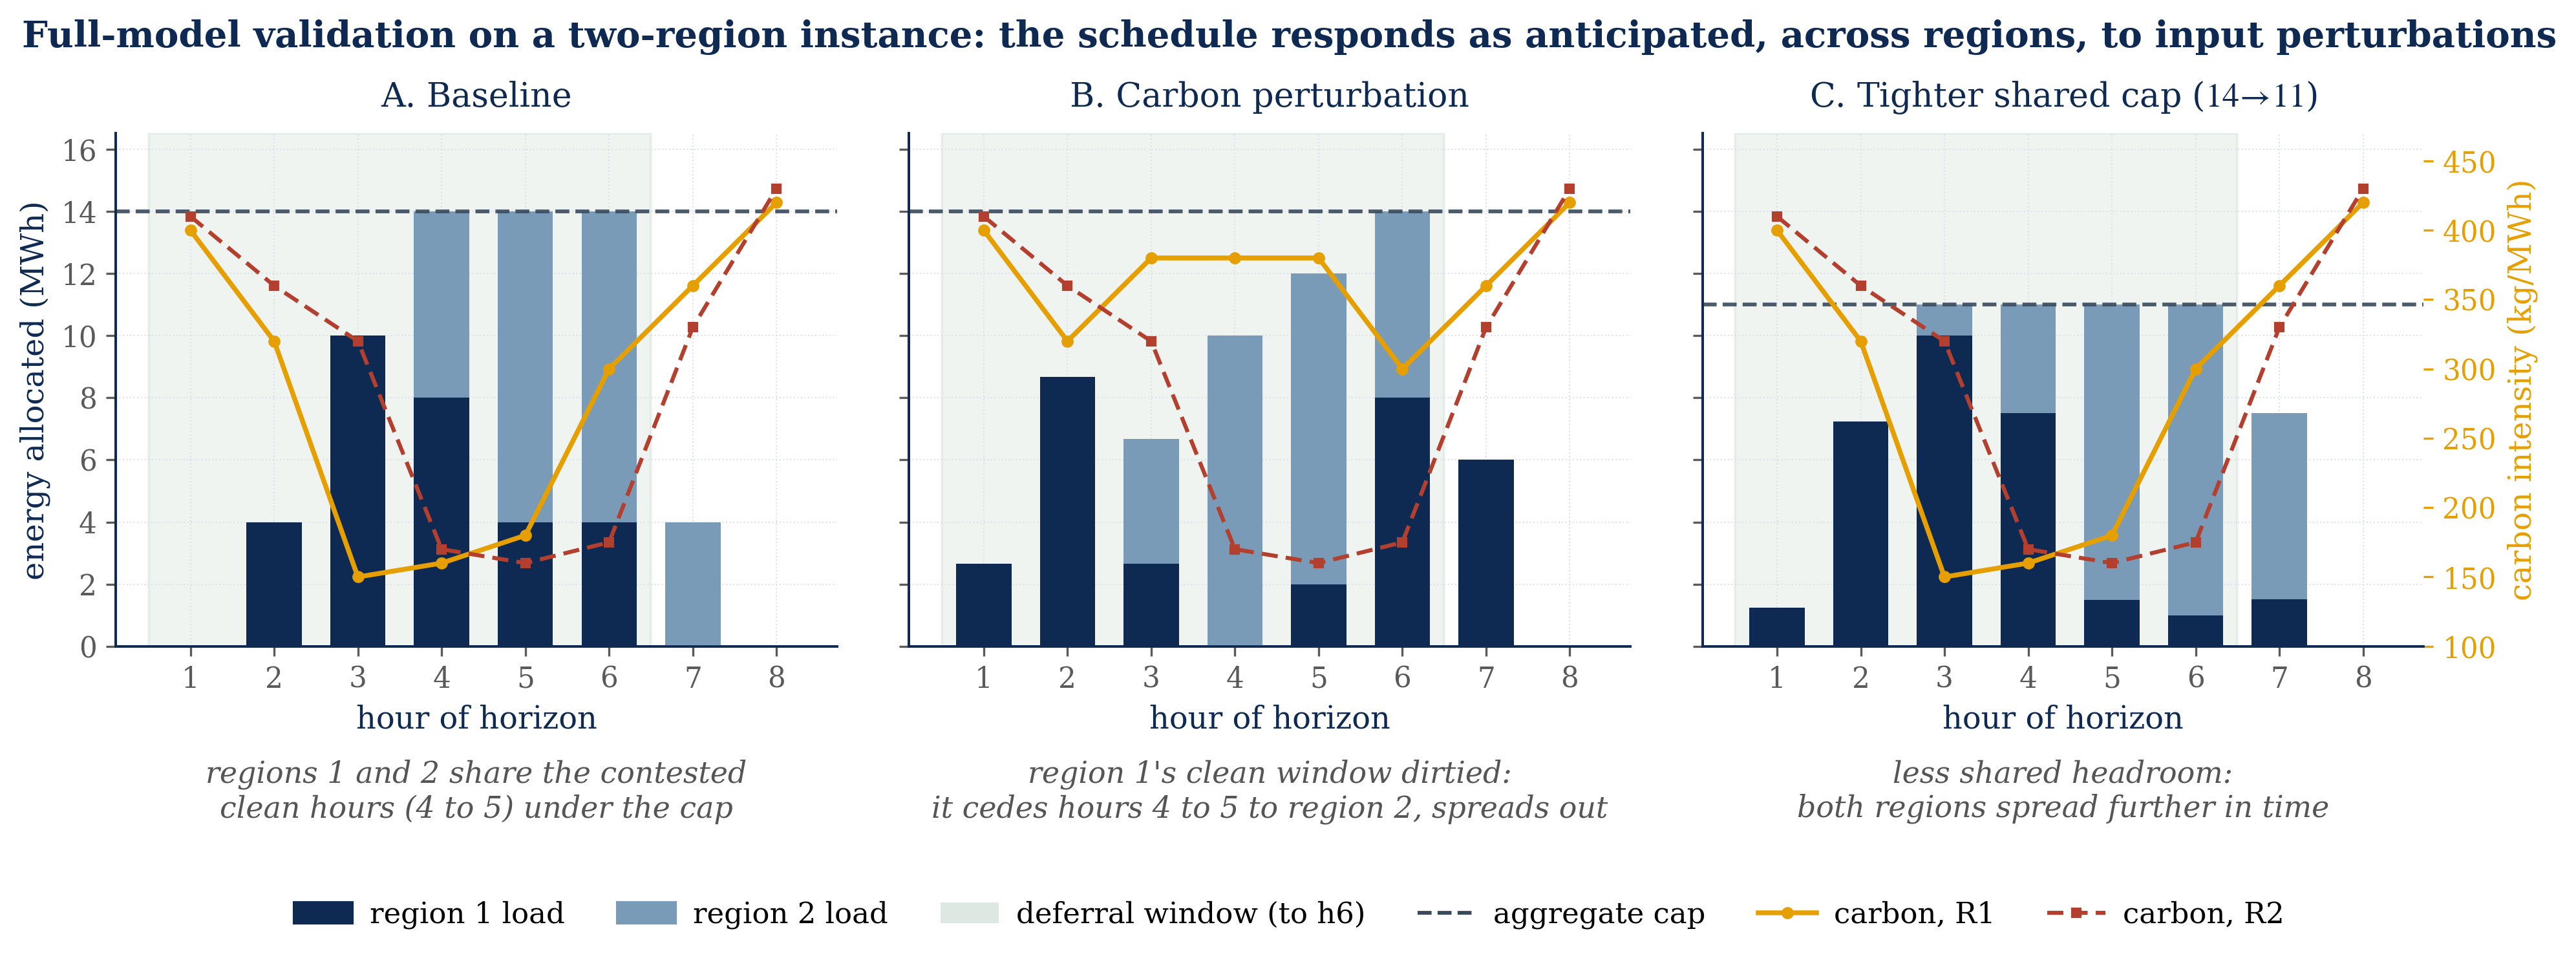 Full-model validation on a two-region instance: the schedule responds as anticipated, across regions, to input perturbations
A. Baseline
B. Carbon perturbation
C. Tighter shared cap (14→11)
energy allocated (MWh)
16
14
12
10
8
6
4
2
0
450
400
350
300
250
200
150
100
carbon intensity (kg/MWh)
1 2 3 4 5 6 7 8
1 2 3 4 5 6 7 8
1 2 3 4 5 6 7 8
hour of horizon
hour of horizon
hour of horizon
regions 1 and 2 share the contested
clean hours (4 to 5) under the cap
region 1's clean window dirtied:
it cedes hours 4 to 5 to region 2, spreads out
less shared headroom:
both regions spread further in time
region 1 load
region 2 load
deferral window (to h6)
aggregate cap
carbon, R1
carbon, R2